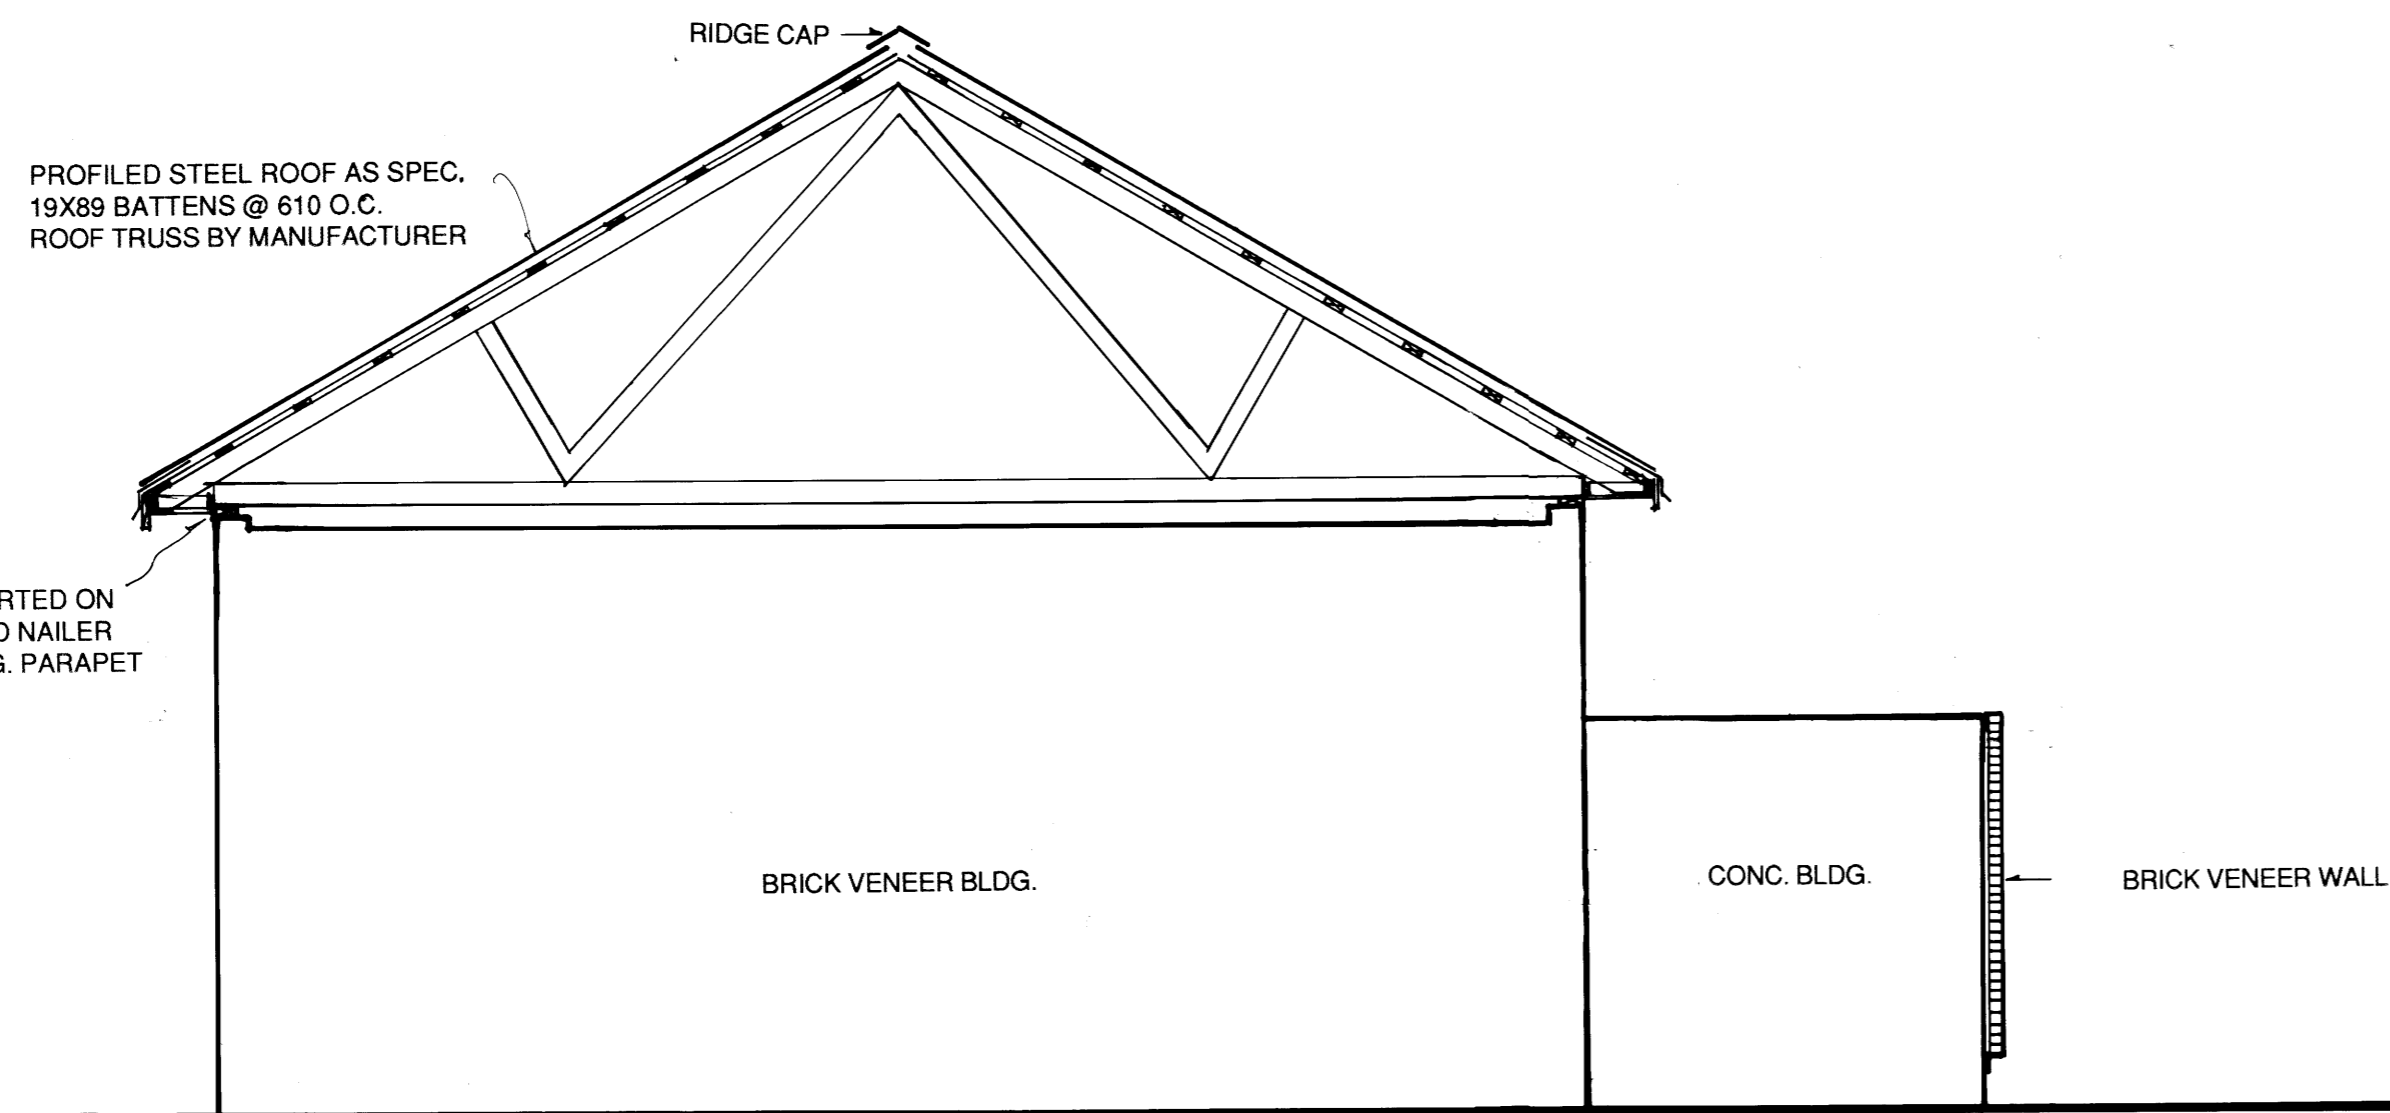 RIDGE CAP
PROFILED STEEL ROOF AS SPEC.
19X89 BATTENS @ 610 O.C.
ROOF TRUSS BY MANUFACTURER
RTED ON
NAILER
G. PARAPET
BRICK VENEER BLDG.
CONC. BLDG.
BRICK VENEER WALL